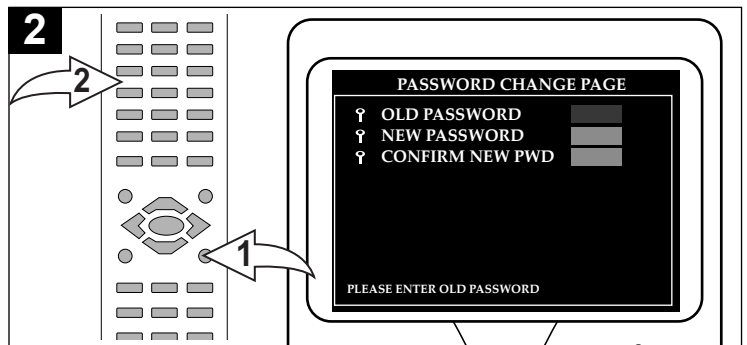 2
2
1
PASSWORD CHANGE PAGE
OLD PASSWORD
NEW PASSWORD
CONFIRM NEW PWD
PLEASE ENTER OLD PASSWORD